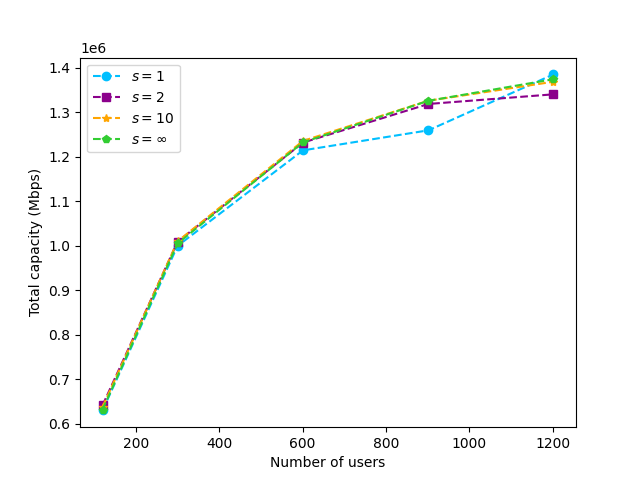 1e6
1.4
1.3
1.2
1.1
1.0
0.9
0.8
0.7
0.6
Total capacity (Mbps)
s = 1
s = 2
s = 10
s = ∞
200 400 600 800 1000 1200
Number of users